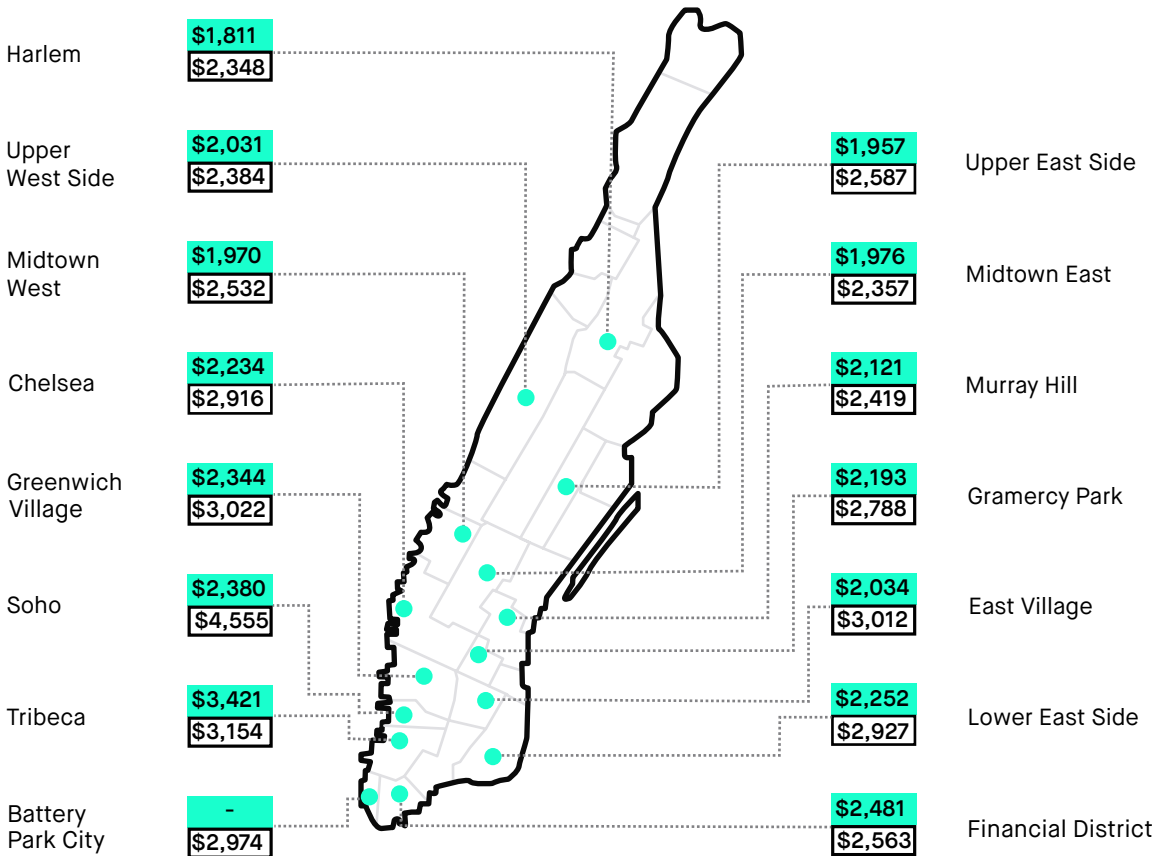 Harlem
$1,811
$2,348
Upper
West Side
$2,031
$2,384
Midtown
West
$1,970
$2,532
Chelsea
$2,234
$2,916
Greenwich
Village
$2,344
$3,022
Soho
$2,380
$4,555
Tribeca
$3,421
$3,154
Battery
Park City
-
$2,974
$1,957
$2,587
Upper East Side
$1,976
$2,357
Midtown East
$2,121
$2,419
Murray Hill
$2,193
$2,788
Gramercy Park
$2,034
$3,012
East Village
$2,252
$2,927
Lower East Side
$2,481
$2,563
Financial District